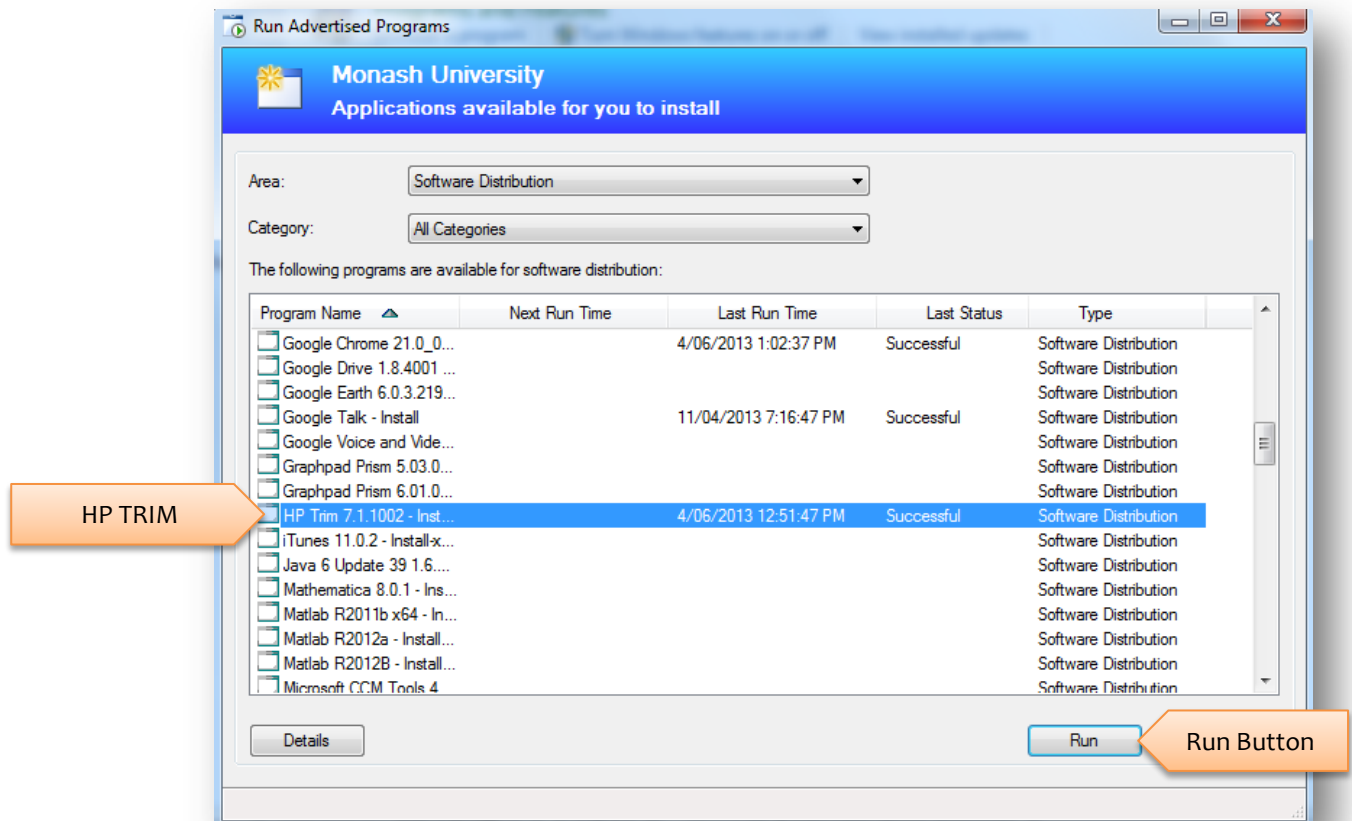 Run Advertised Programs
Monash University
Applications available for you to install
Area: Software Distribution
Category: All Categories
The following programs are available for software distribution:
Program Name Next Run Time Last Run Time Last Status Type
Google Chrome 21.0_0... 4/06/2013 1:02:37 PM Successful Software Distribution
Google Drive 1.8.4001 ... Software Distribution
Google Earth 6.0.3.219... Software Distribution
Google Talk - Install 11/04/2013 7:16:47 PM Successful Software Distribution
Google Voice and Vide... Software Distribution
Graphpad Prism 5.03.0... Software Distribution
Graphpad Prism 6.01.0... Software Distribution
HP TRIM HP Trim 7.1.1002 - Inst... 4/06/2013 12:51:47 PM Successful Software Distribution
iTunes 11.0.2 - Install-x... Software Distribution
Java 6 Update 39 1.6.... Software Distribution
Mathematica 8.0.1 - Ins... Software Distribution
Matlab R2011b x64 - In... Software Distribution
Matlab R2012a - Install... Software Distribution
Matlab R2012B - Install... Software Distribution
Microsoft CCM Tools 4 Software Distribution
Details Run Run Button